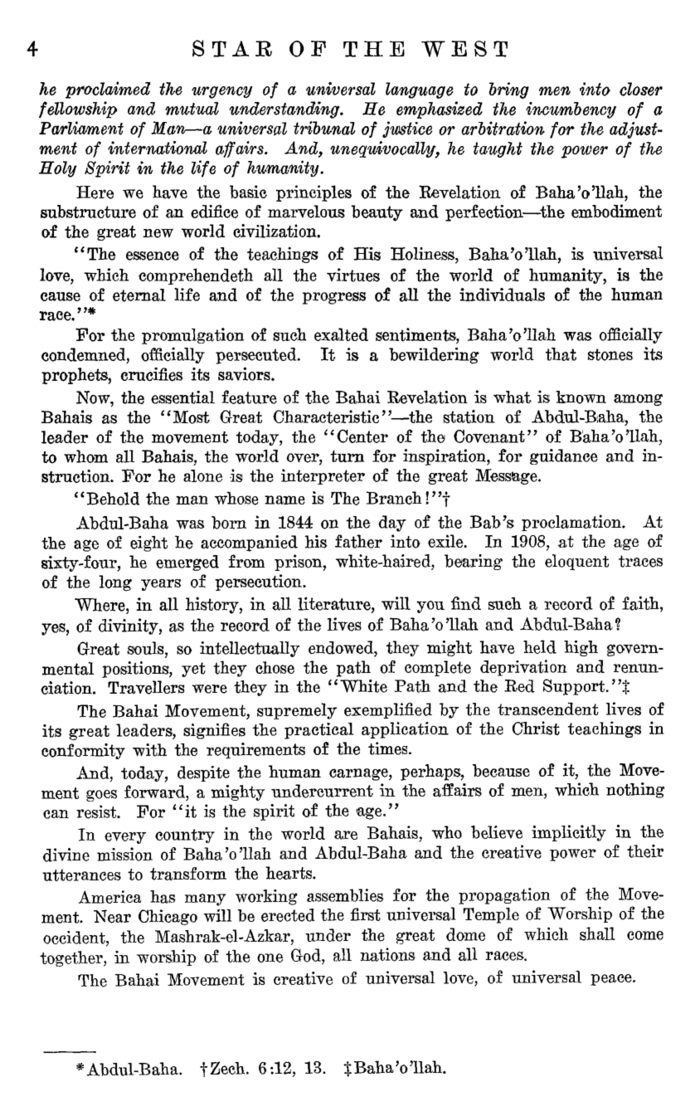 4 STAR OF THE WEST
he proclaimed the urgency of a universal language to bring men into closer
fellowship and mutual understanding. He emphasized the incumbency of a
Parliament of Man—a universal tribunal of justice or arbitration for the adjust-
ment of international affairs. And, unequivocally, he taught the power of the
Holy Spirit in the life of humanity.
Here we have the basic principles of the Revelation of Baha'o'llah, the
substructure of an edifice of marvelous beauty and perfection—the embodiment
of the great new world civilization.
"The essence of the teachings of His Holiness, Baha'o'llah, is universal
love, which comprehendeth all the virtues of the world of humanity, is the
cause of eternal life and of the progress of all the individuals of the human
race."*
For the promulgation of such exalted sentiments, Baha'o'llah was officially
condemned, officially persecuted. It is a bewildering world that stones its
prophets, crucifies its saviors.
Now, the essential feature of the Bahai Revelation is what is known among
Bahais as the "Most Great Characteristic"—the station of Abdul-Baha, the
leader of the movement today, the "Center of the Covenant" of Baha'o'llah,
to whom all Bahais, the world over, turn for inspiration, for guidance and in-
struction. For he alone is the interpreter of the great Message.
"Behold the man whose name is The Branch!"†
Abdul-Baha was born in 1844 on the day of the Bab's proclamation. At
the age of eight he accompanied his father into exile. In 1908, at the age of
sixty-four, he emerged from prison, white-haired, bearing the eloquent traces
of the long years of persecution.
Where, in all history, in all literature, will you find such a record of faith,
yes, of divinity, as the record of the lives of Baha'o'llah and Abdul-Baha?
Great souls, so intellectually endowed, they might have held high govern-
mental positions, yet they chose the path of complete deprivation and renun-
ciation. Travellers were they in the "White Path and the Red Support."‡
The Bahai Movement, supremely exemplified by the transcendent lives of
its great leaders, signifies the practical application of the Christ teachings in
conformity with the requirements of the times.
And, today, despite the human carnage, perhaps, because of it, the Move-
ment goes forward, a mighty undercurrent in the affairs of men, which nothing
can resist. For "it is the spirit of the age."
In every country in the world are Bahais, who believe implicitly in the
divine mission of Baha'o'llah and Abdul-Baha and the creative power of their
utterances to transform the hearts.
America has many working assemblies for the propagation of the Move-
ment. Near Chicago will be erected the first universal Temple of Worship of the
occident, the Mashrak-el-Azkar, under the great dome of which shall come
together, in worship of the one God, all nations and all races.
The Bahai Movement is creative of universal love, of universal peace.
*Abdul-Baha. †Zech. 6:12, 13. ‡Baha'o'llah.